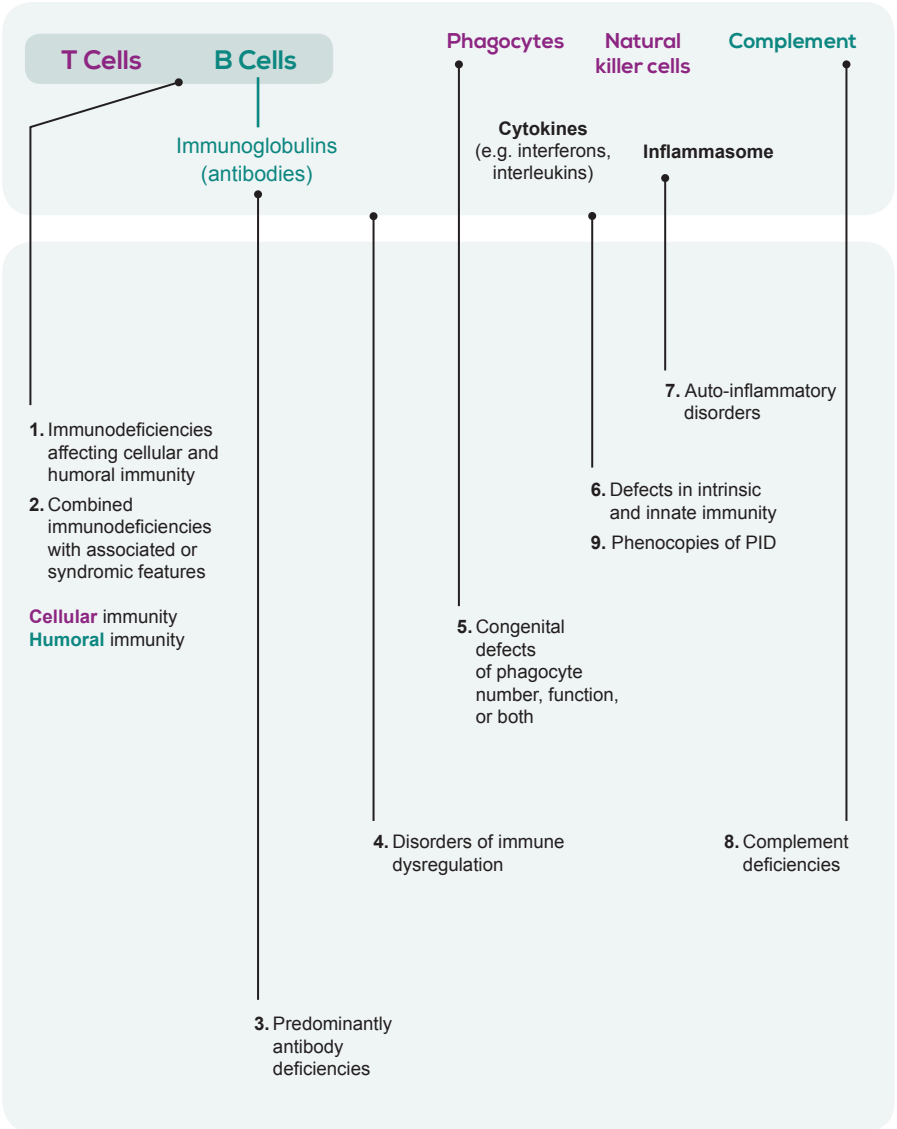 T Cells
B Cells
Immunoglobulins
(antibodies)
Phagocytes
Natural
killer cells
Complement
Cytokines
(e.g. interferons,
interleukins)
Inflammasome
1. Immunodeficiencies
affecting cellular and
humoral immunity
2. Combined
immunodeficiencies
with associated or
syndromic features
Cellular immunity
Humoral immunity
7. Auto-inflammatory
disorders
6. Defects in intrinsic
and innate immunity
9. Phenocopies of PID
5. Congenital
defects
of phagocyte
number, function,
or both
4. Disorders of immune
dysregulation
8. Complement
deficiencies
3. Predominantly
antibody
deficiencies